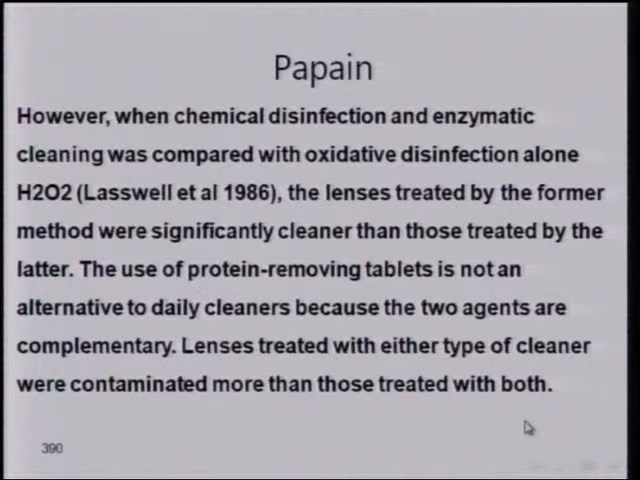 Papain
However, when chemical disinfection and enzymatic
cleaning was compared with oxidative disinfection alone
H2O2 (Lasswell et al 1986), the lenses treated by the former
method were significantly cleaner than those treated by the
latter. The use of protein-removing tablets is not an
alternative to daily cleaners because the two agents are
complementary. Lenses treated with either type of cleaner
were contaminated more than those treated with both.
390